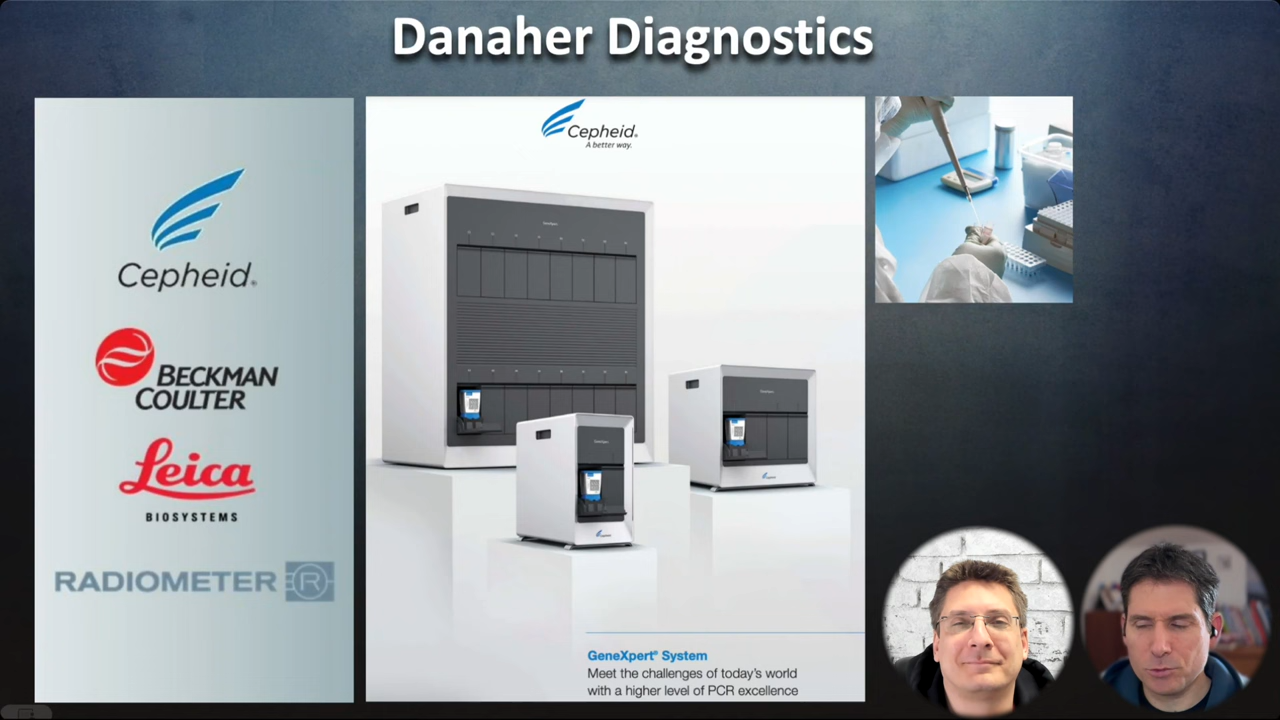 Danaher Diagnostics
Cepheid®
BECKMAN
COULTER
Leica
BIOSYSTEMS
RADIOMETER R
Cepheid®
A better way.
GeneXpert® System
Meet the challenges of today's world
with a higher level of PCR excellence